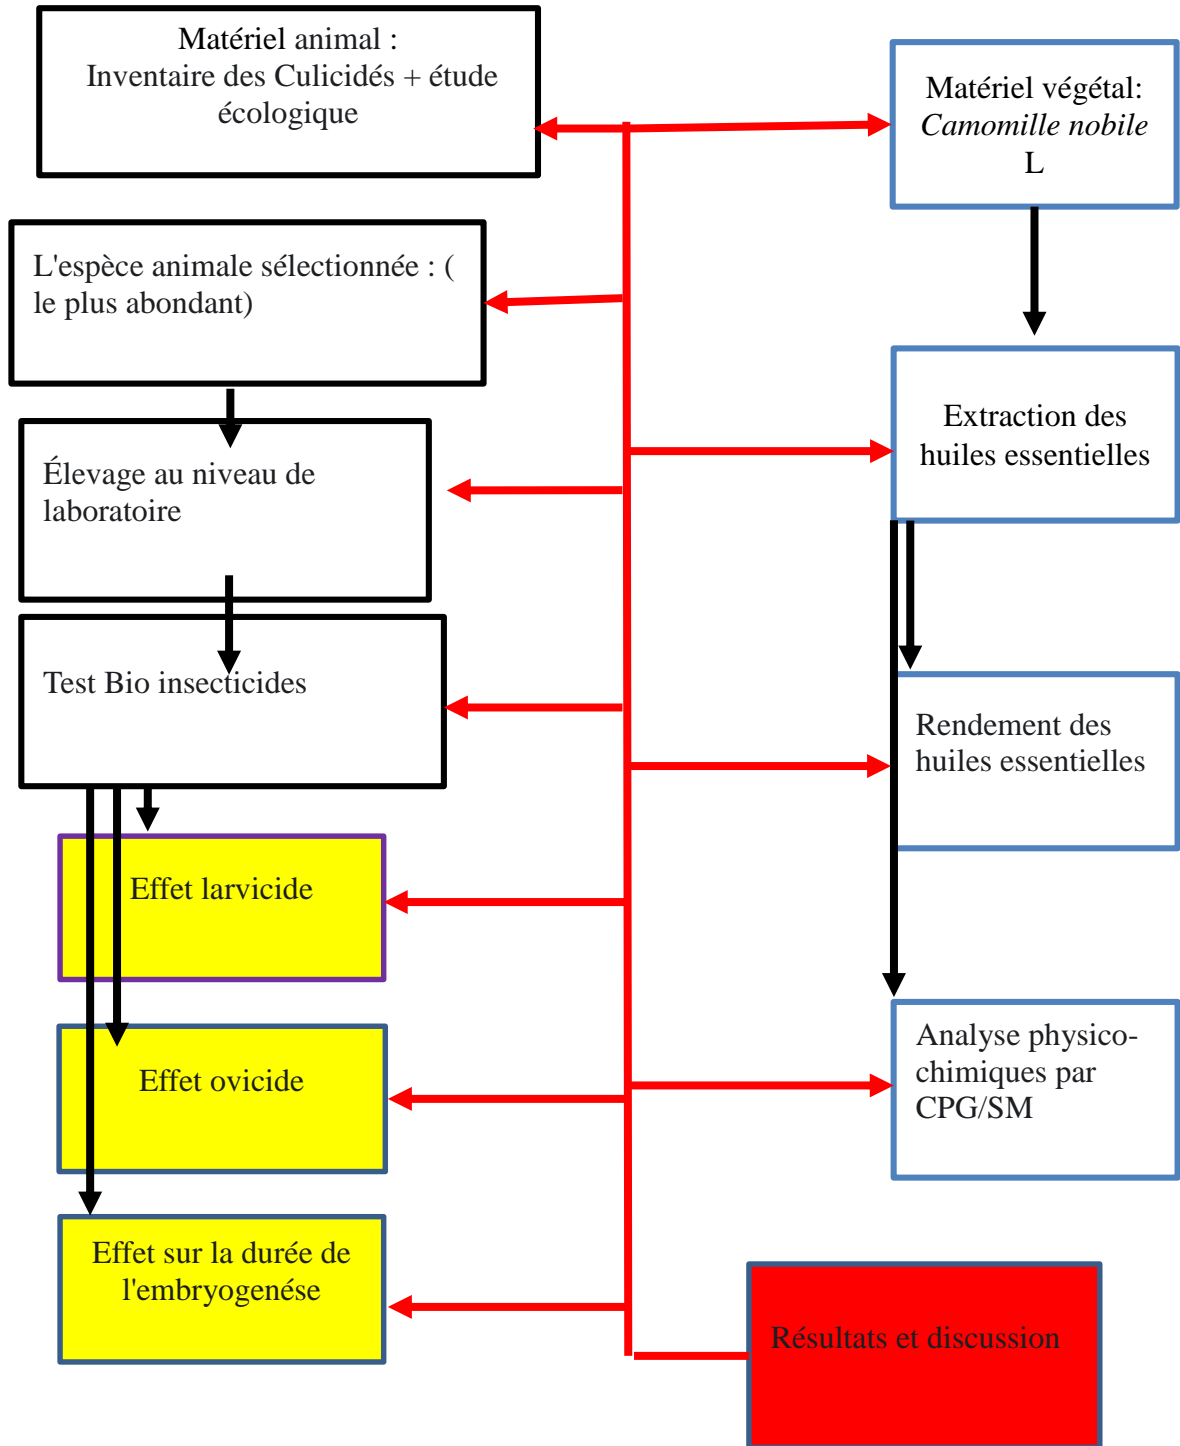 Matériel animal :
Inventaire des Culicidés + étude
écologique
Matériel végétal:
Camomille nobile
L
L'espèce animale sélectionnée : (
le plus abondant)
Extraction des
huiles essentielles
Élevage au niveau de
laboratoire
Test Bio insecticides
Rendement des
huiles essentielles
Effet larvicide
Effet ovicide
Analyse physico-
chimiques par
CPG/SM
Effet sur la durée de
l'embryogenése
Résultats et discussion